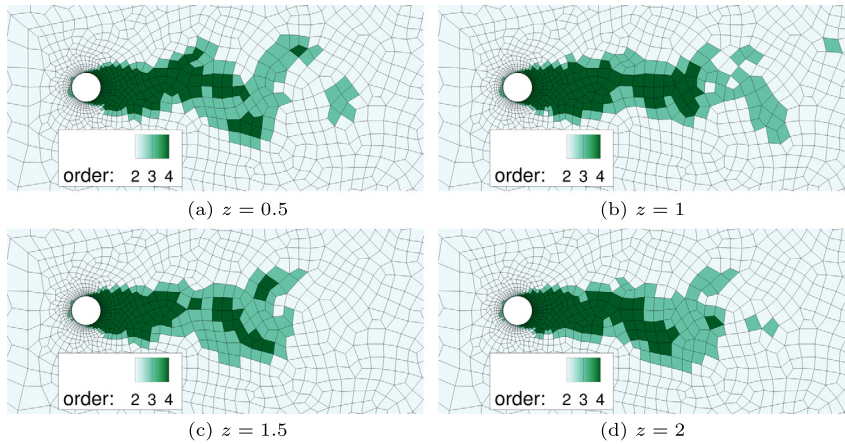 order: 2 3 4
order: 2 3 4
(a) z = 0.5
(b) z = 1
order: 2 3 4
order: 2 3 4
(c) z = 1.5
(d) z = 2